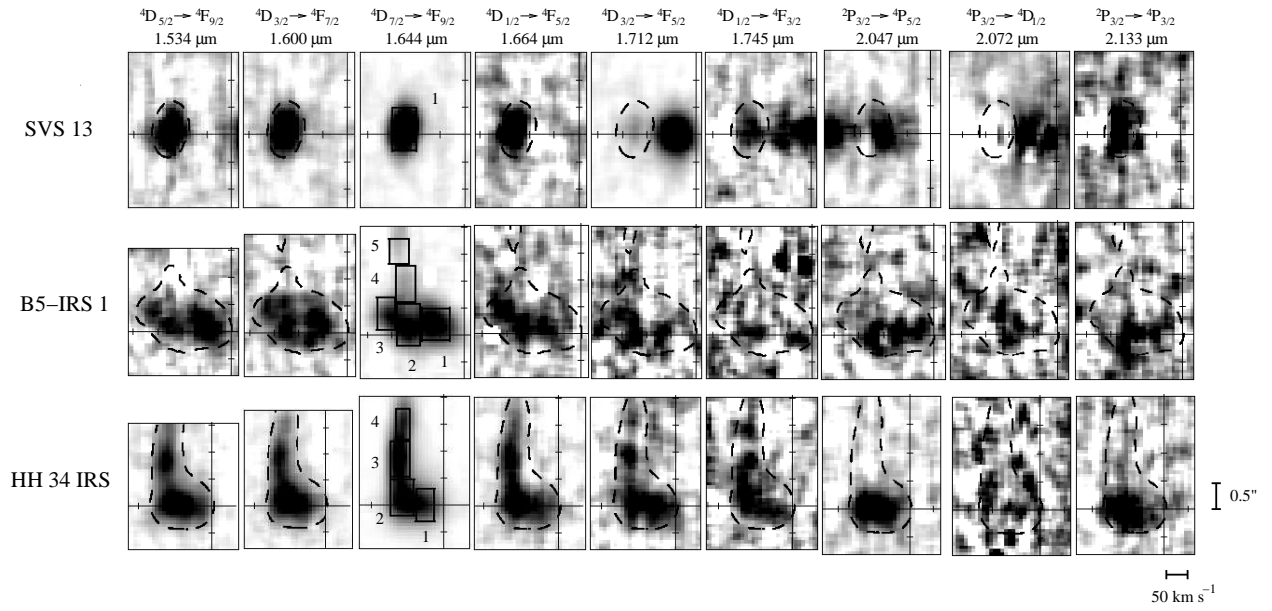 ⁴D₅/₂→ ⁴F₉/₂ ⁴D₃/₂→ ⁴F₇/₂ ⁴D₇/₂→ ⁴F₉/₂ ⁴D₁/₂→ ⁴F₅/₂ ⁴D₃/₂→ ⁴F₅/₂ ⁴D₁/₂→ ⁴F₃/₂ ²P₃/₂→ ⁴P₅/₂ ⁴P₃/₂→ ⁴D₁/₂ ²P₃/₂→ ⁴P₃/₂
1.534 μm 1.600 μm 1.644 μm 1.664 μm 1.712 μm 1.745 μm 2.047 μm 2.072 μm 2.133 μm
SVS 13
1
B5–IRS 1
5
4
3
2
1
HH 34 IRS
4
3
2
1
0.5"
50 km s⁻¹